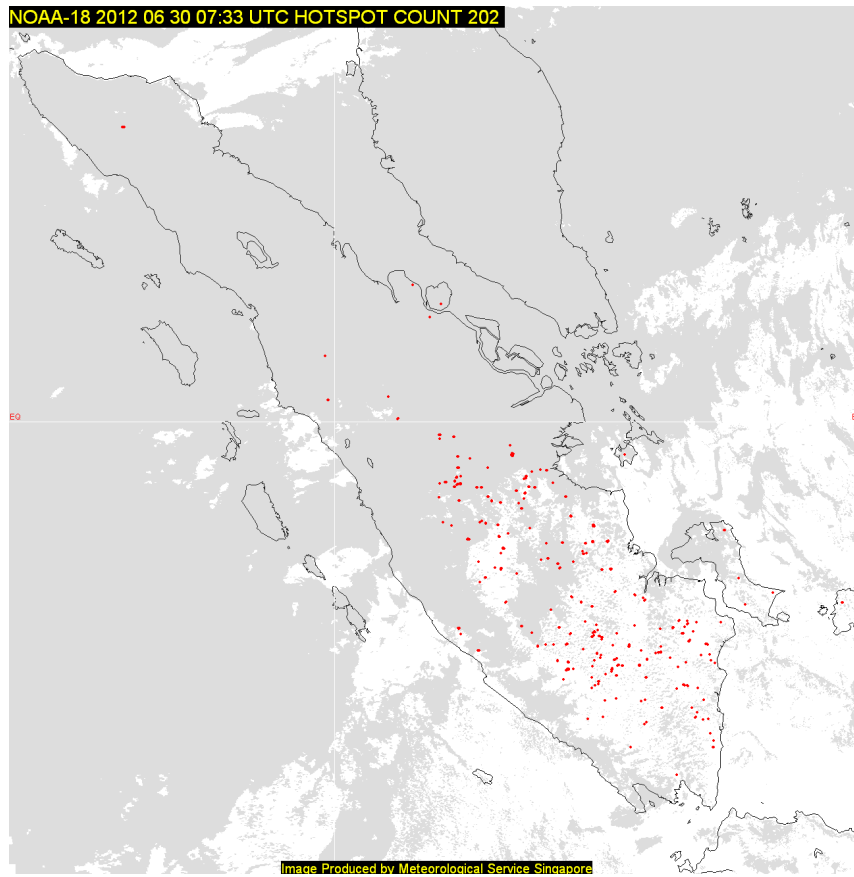 NOAA-18 2012 06 30 07:33 UTC HOTSPOT COUNT 202
EQ
E
Image Produced by Meteorological Service Singapore